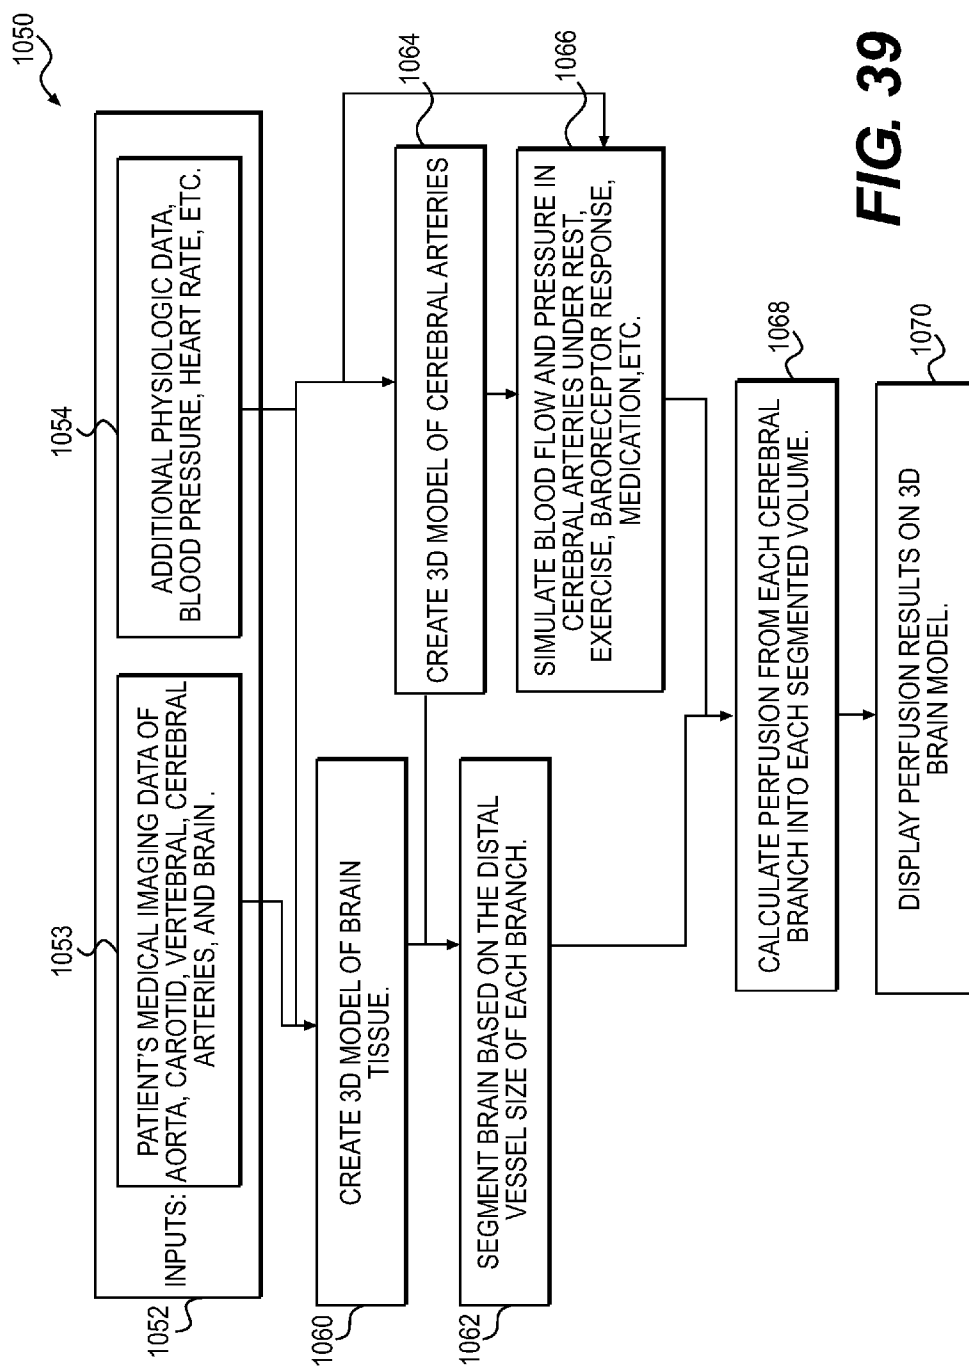 1050
1052
INPUTS:
1053
PATIENT'S MEDICAL IMAGING DATA OF
AORTA, CAROTID, VERTEBRAL, CEREBRAL
ARTERIES, AND BRAIN .
1054
ADDITIONAL PHYSIOLOGIC DATA,
BLOOD PRESSURE, HEART RATE, ETC.
1060
CREATE 3D MODEL OF BRAIN
TISSUE.
1064
CREATE 3D MODEL OF CEREBRAL ARTERIES
1062
SEGMENT BRAIN BASED ON THE DISTAL
VESSEL SIZE OF EACH BRANCH.
1066
SIMULATE BLOOD FLOW AND PRESSURE IN
CEREBRAL ARTERIES UNDER REST,
EXERCISE, BARORECEPTOR RESPONSE,
MEDICATION,ETC.
1068
CALCULATE PERFUSION FROM EACH CEREBRAL
BRANCH INTO EACH SEGMENTED VOLUME.
1070
DISPLAY PERFUSION RESULTS ON 3D
BRAIN MODEL.
FIG. 39